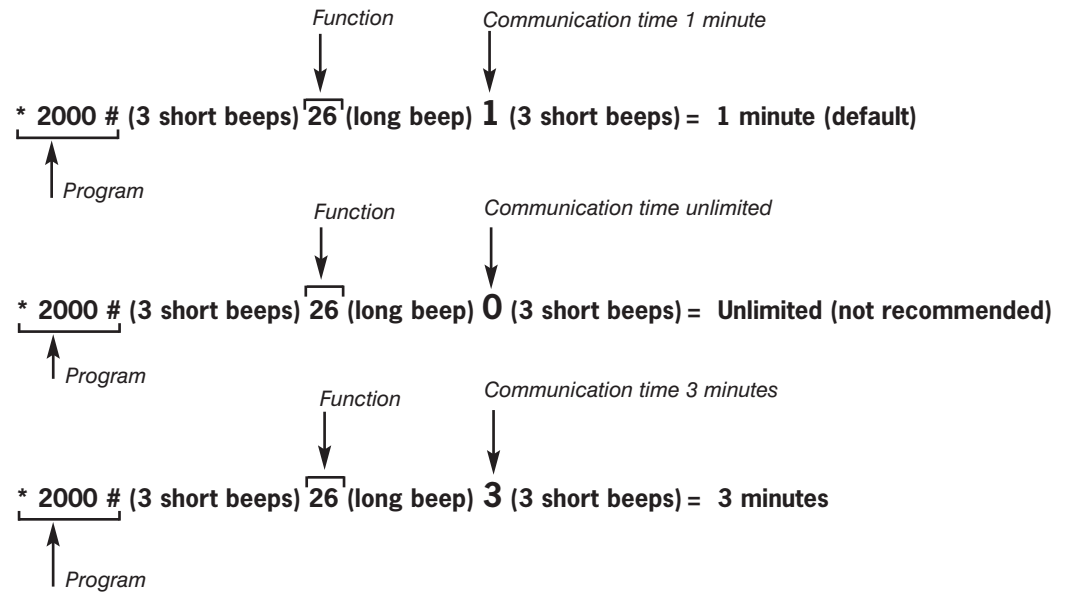 Function Communication time 1 minute
* 2000 # (3 short beeps) 26 (long beep) 1 (3 short beeps) = 1 minute (default)
Program
Function Communication time unlimited
* 2000 # (3 short beeps) 26 (long beep) 0 (3 short beeps) = Unlimited (not recommended)
Program
Function Communication time 3 minutes
* 2000 # (3 short beeps) 26 (long beep) 3 (3 short beeps) = 3 minutes
Program